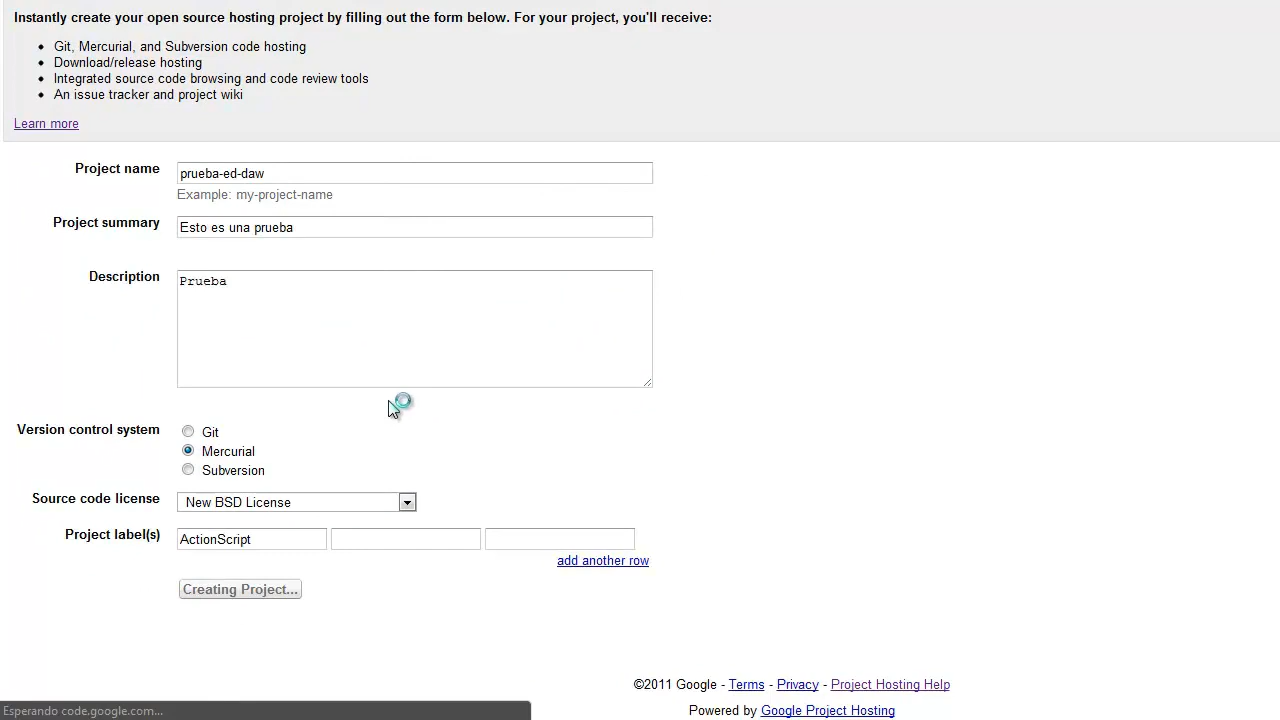 Instantly create your open source hosting project by filling out the form below. For your project, you'll receive:
Git, Mercurial, and Subversion code hosting
Download/release hosting
Integrated source code browsing and code review tools
An issue tracker and project wiki
Learn more
Project name
prueba-ed-daw
Example: my-project-name
Project summary
Esto es una prueba
Description
Prueba
Version control system
Git
Mercurial
Subversion
Source code license
New BSD License
Project label(s)
ActionScript
add another row
Creating Project...
©2011 Google - Terms - Privacy - Project Hosting Help
Powered by Google Project Hosting
Esperando code.google.com...